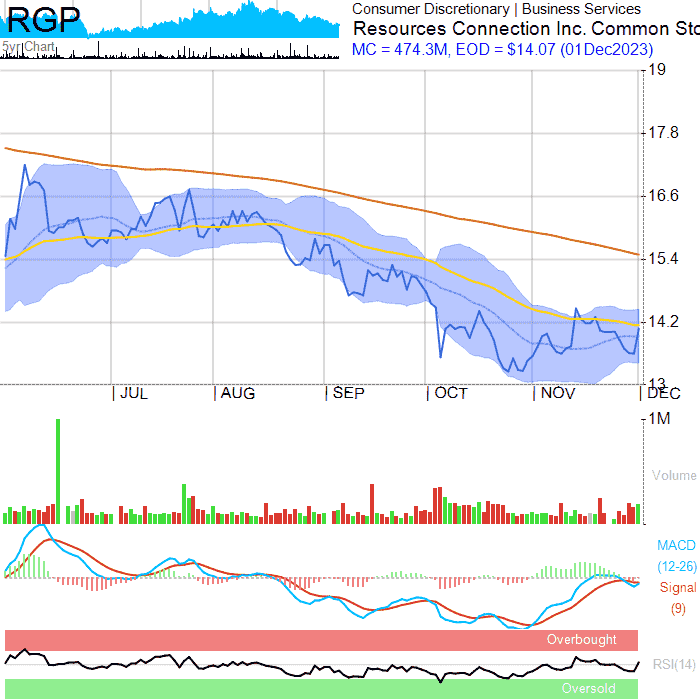 RGP
5yr Chart
Consumer Discretionary | Business Services
Resources Connection Inc. Common Sto
MC = 474.3M, EOD = $14.07 (01Dec2023)
19
17.8
16.6
15.4
14.2
13
JUL AUG SEP OCT NOV DEC
1M
Volume
MACD
(12-26)
Signal
(9)
Overbought
RSI(14)
Oversold